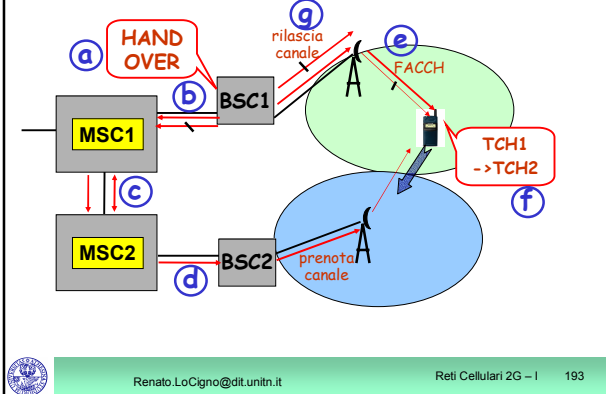 g
rilascia
canale
e
FACCH
a
HAND
OVER
b
BSC1
MSC1
TCH1
->TCH2
f
c
MSC2
d
BSC2
prenota
canale
Renato.LoCigno@dit.unitn.it
Reti Cellulari 2G – I 193